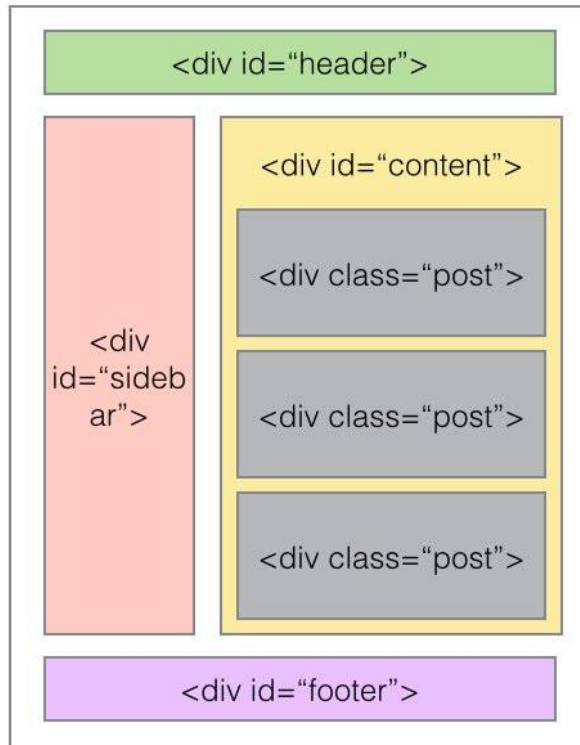 <div id=“header”>
<div
id=“sideb
ar”>
<div id=“content”>
<div class=“post”>
<div class=“post”>
<div class=“post”>
<div id=“footer”>